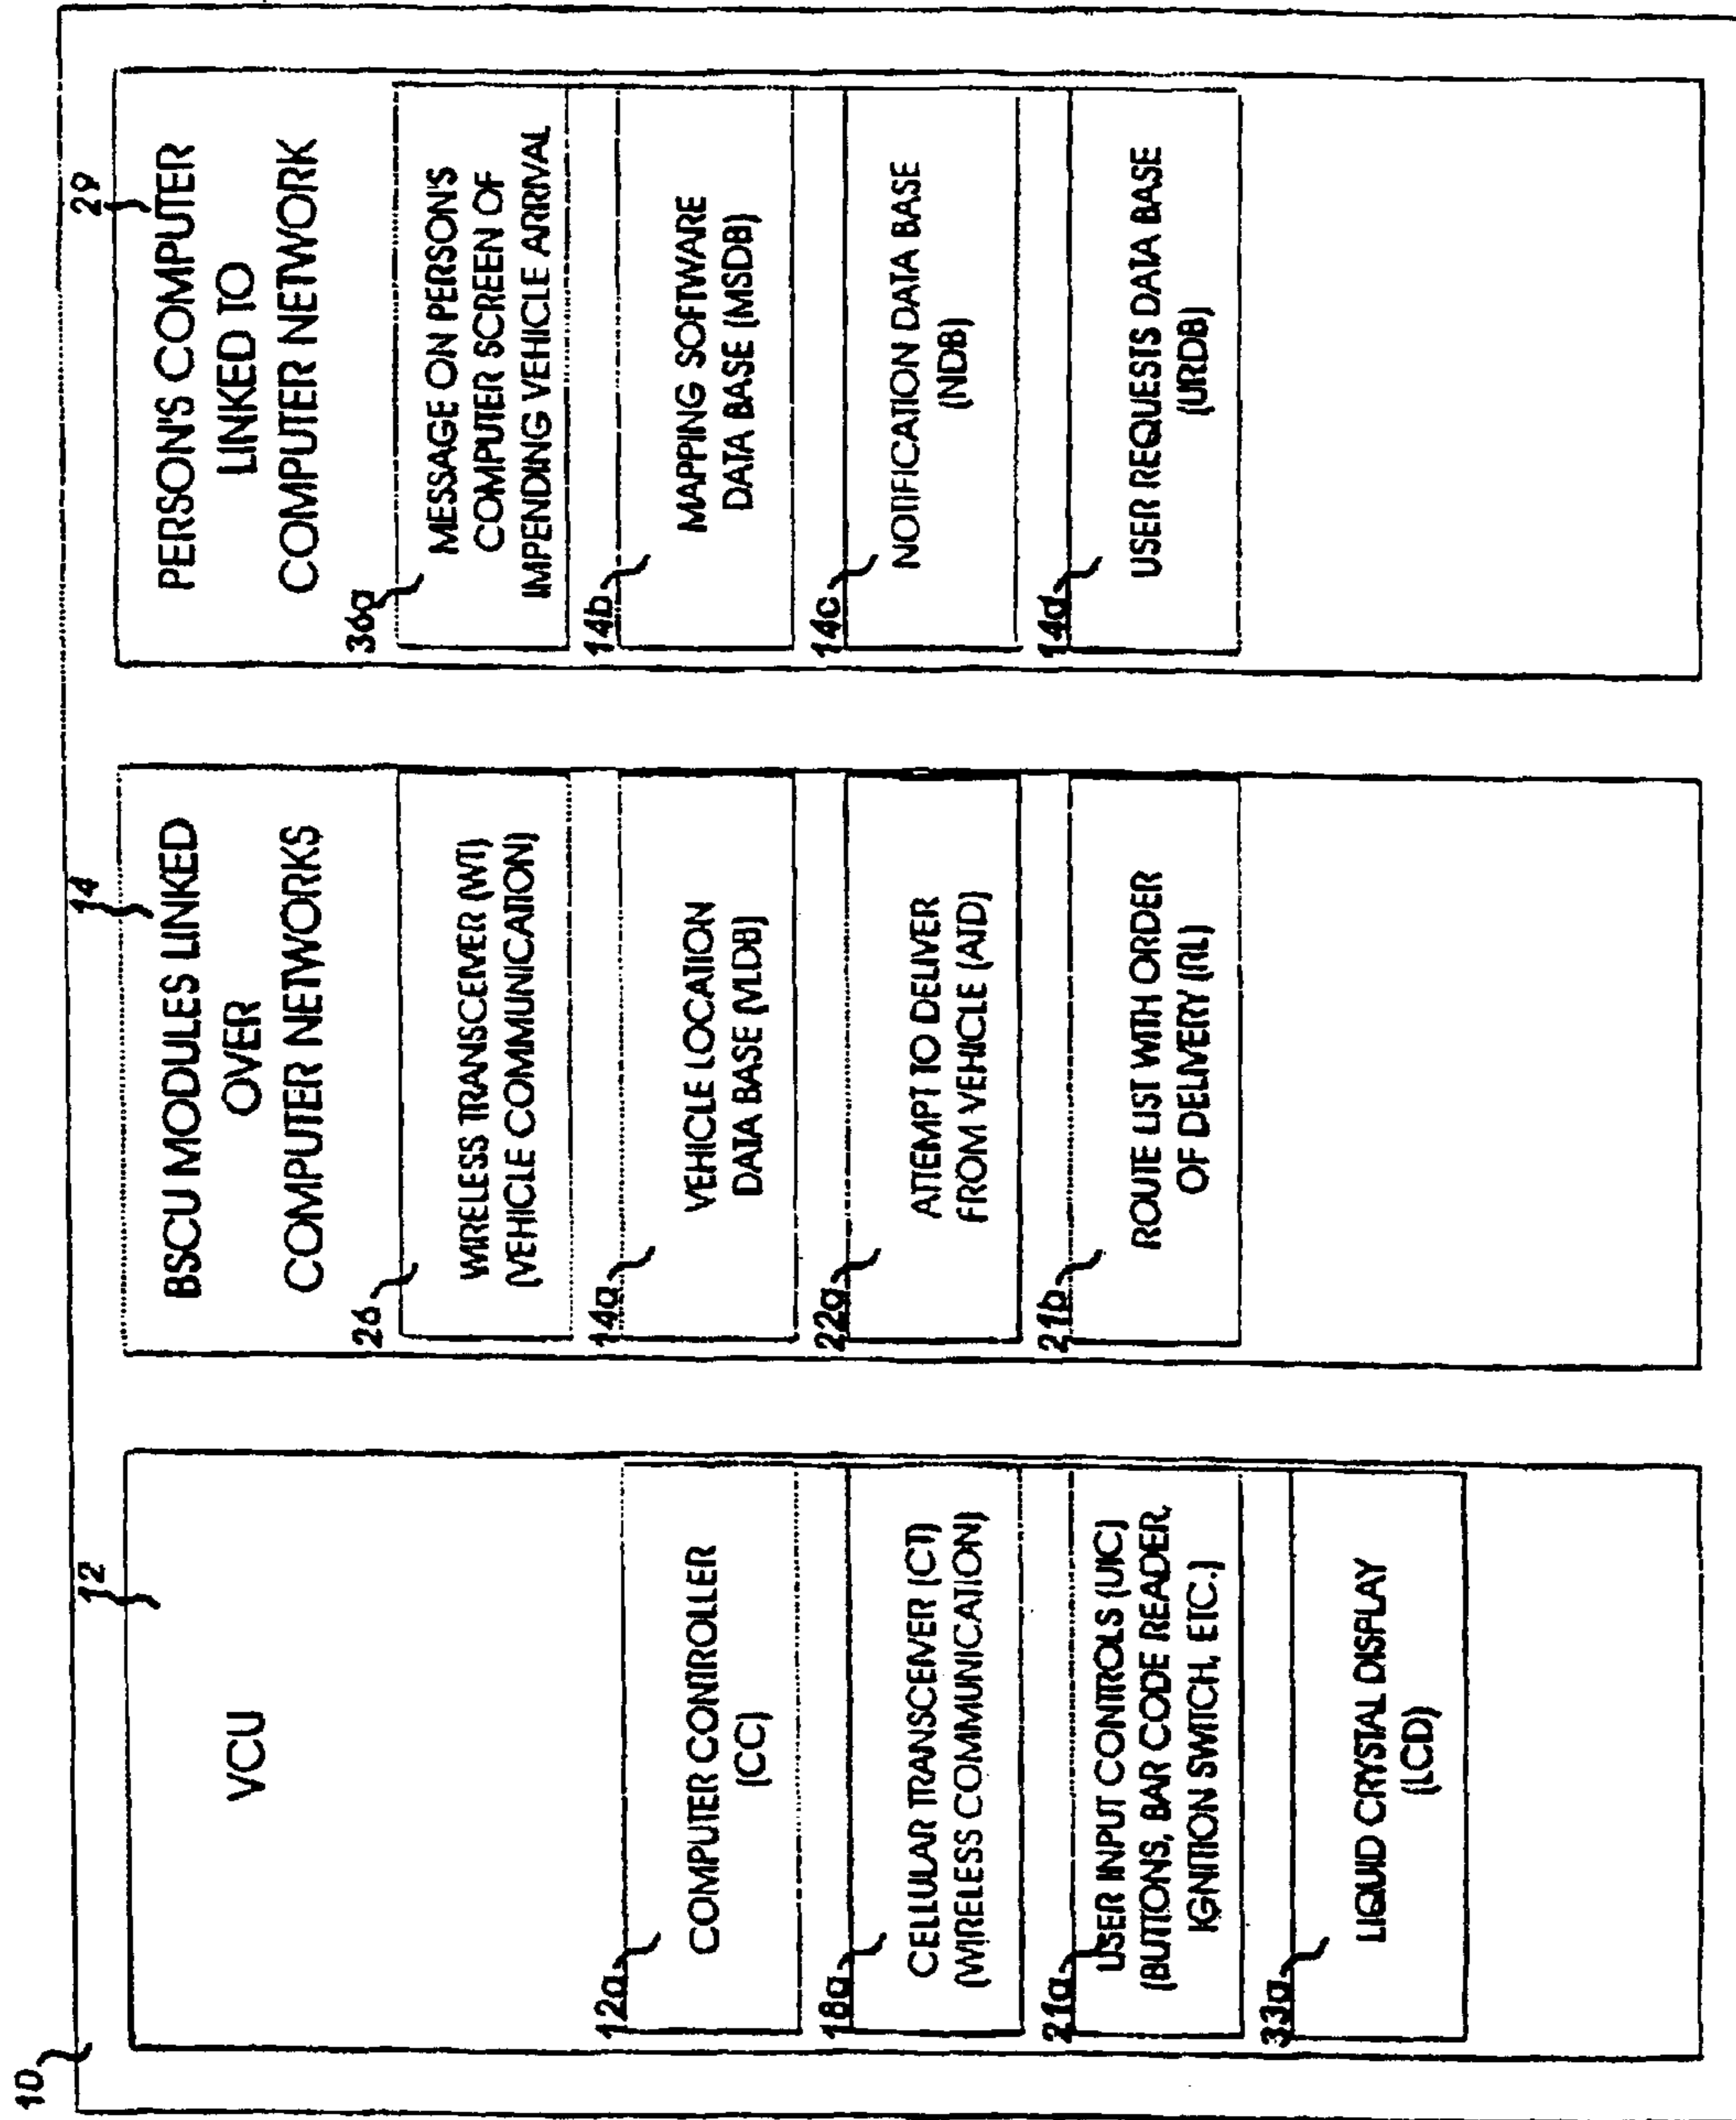 10
12
VCU
12a
COMPUTER CONTROLLER
(CC)
18a
CELLULAR TRANSCEIVER (CT)
(WIRELESS COMMUNICATION)
21a
USER INPUT CONTROLS (UIC)
(BUTTONS, BAR CODE READER,
IGNITION SWITCH, ETC.)
33a
LIQUID CRYSTAL DISPLAY
(LCD)
14
BSCU MODULES LINKED
OVER
COMPUTER NETWORKS
26
WIRELESS TRANSCEIVER (WT)
(VEHICLE COMMUNICATION)
14a
VEHICLE LOCATION
DATA BASE (VLDB)
22a
ATTEMPT TO DELIVER
FROM VEHICLE (ATD)
21b
ROUTE LIST WITH ORDER
OF DELIVERY (RL)
29
PERSON'S COMPUTER
LINKED TO
COMPUTER NETWORK
36a
MESSAGE ON PERSON'S
COMPUTER SCREEN OF
IMPENDING VEHICLE ARRIVAL
14b
MAPPING SOFTWARE
DATA BASE (MSDB)
14c
NOTIFICATION DATA BASE
(NDB)
14d
USER REQUESTS DATA BASE
(URDB)